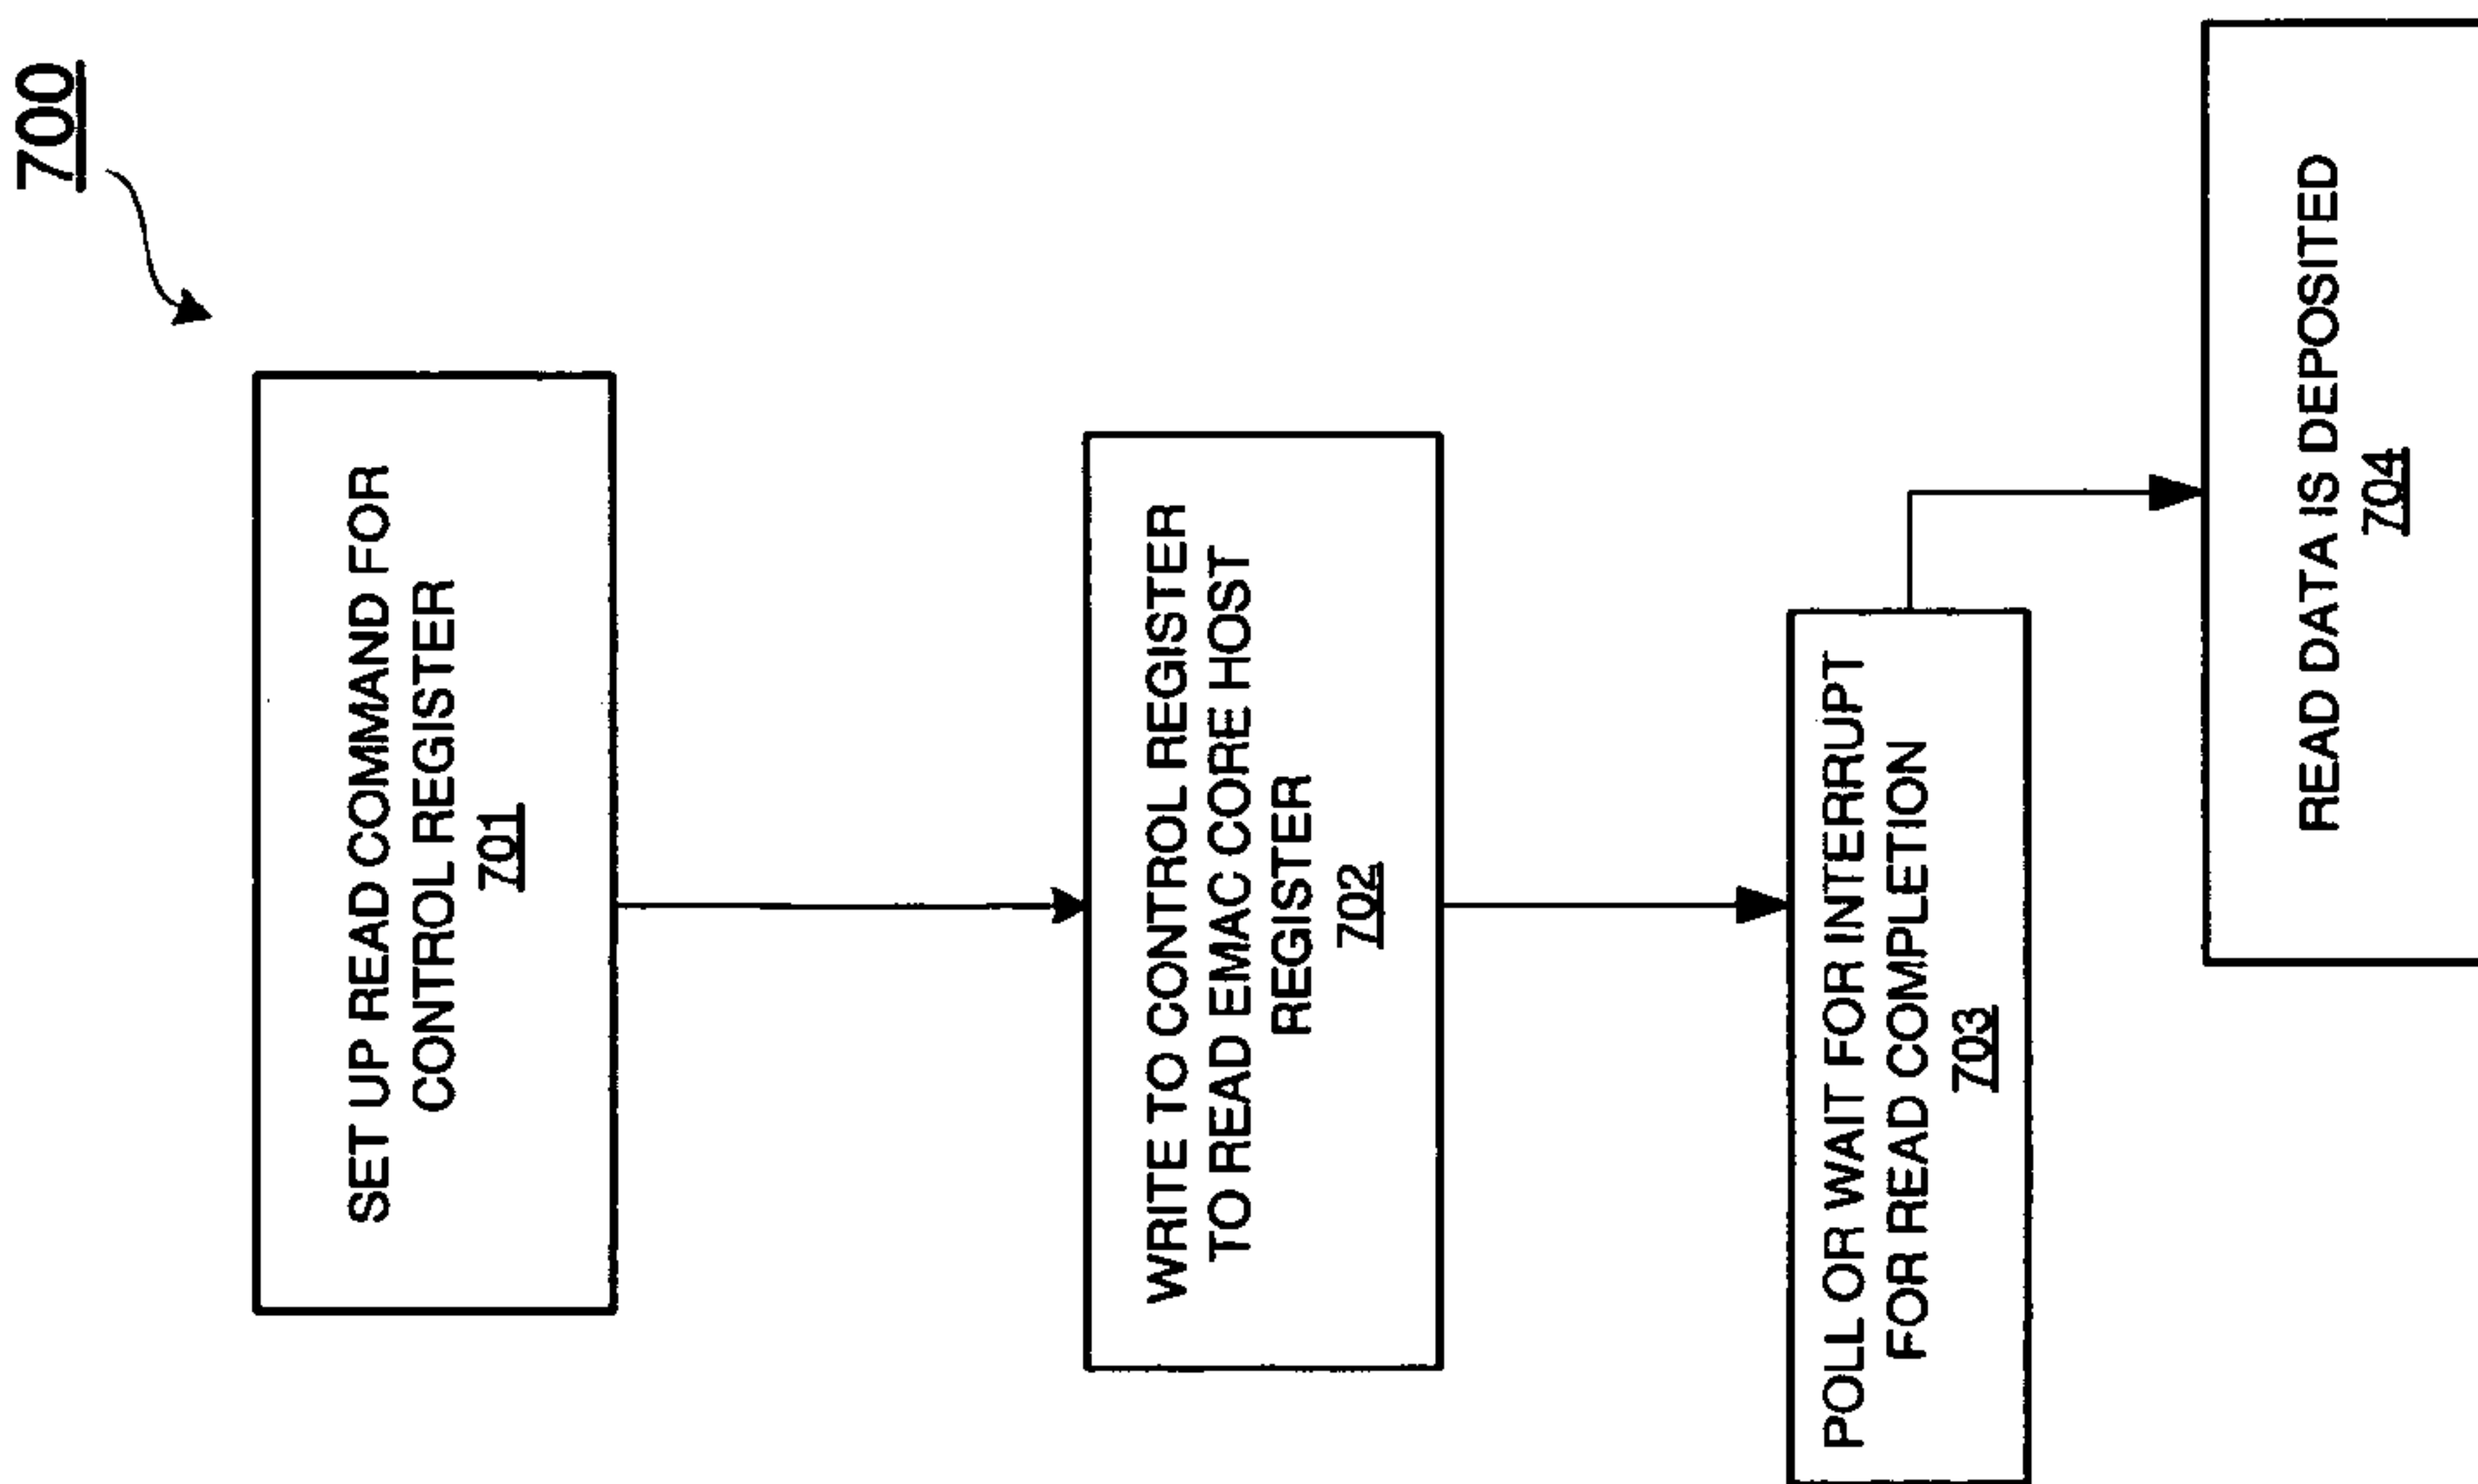 700
SET UP READ COMMAND FOR
CONTROL REGISTER
701
WRITE TO CONTROL REGISTER
TO READ EMAC CORE HOST
REGISTER
702
POLL OR WAIT FOR INTERRUPT
FOR READ COMPLETION
703
READ DATA IS DEPOSITED
704